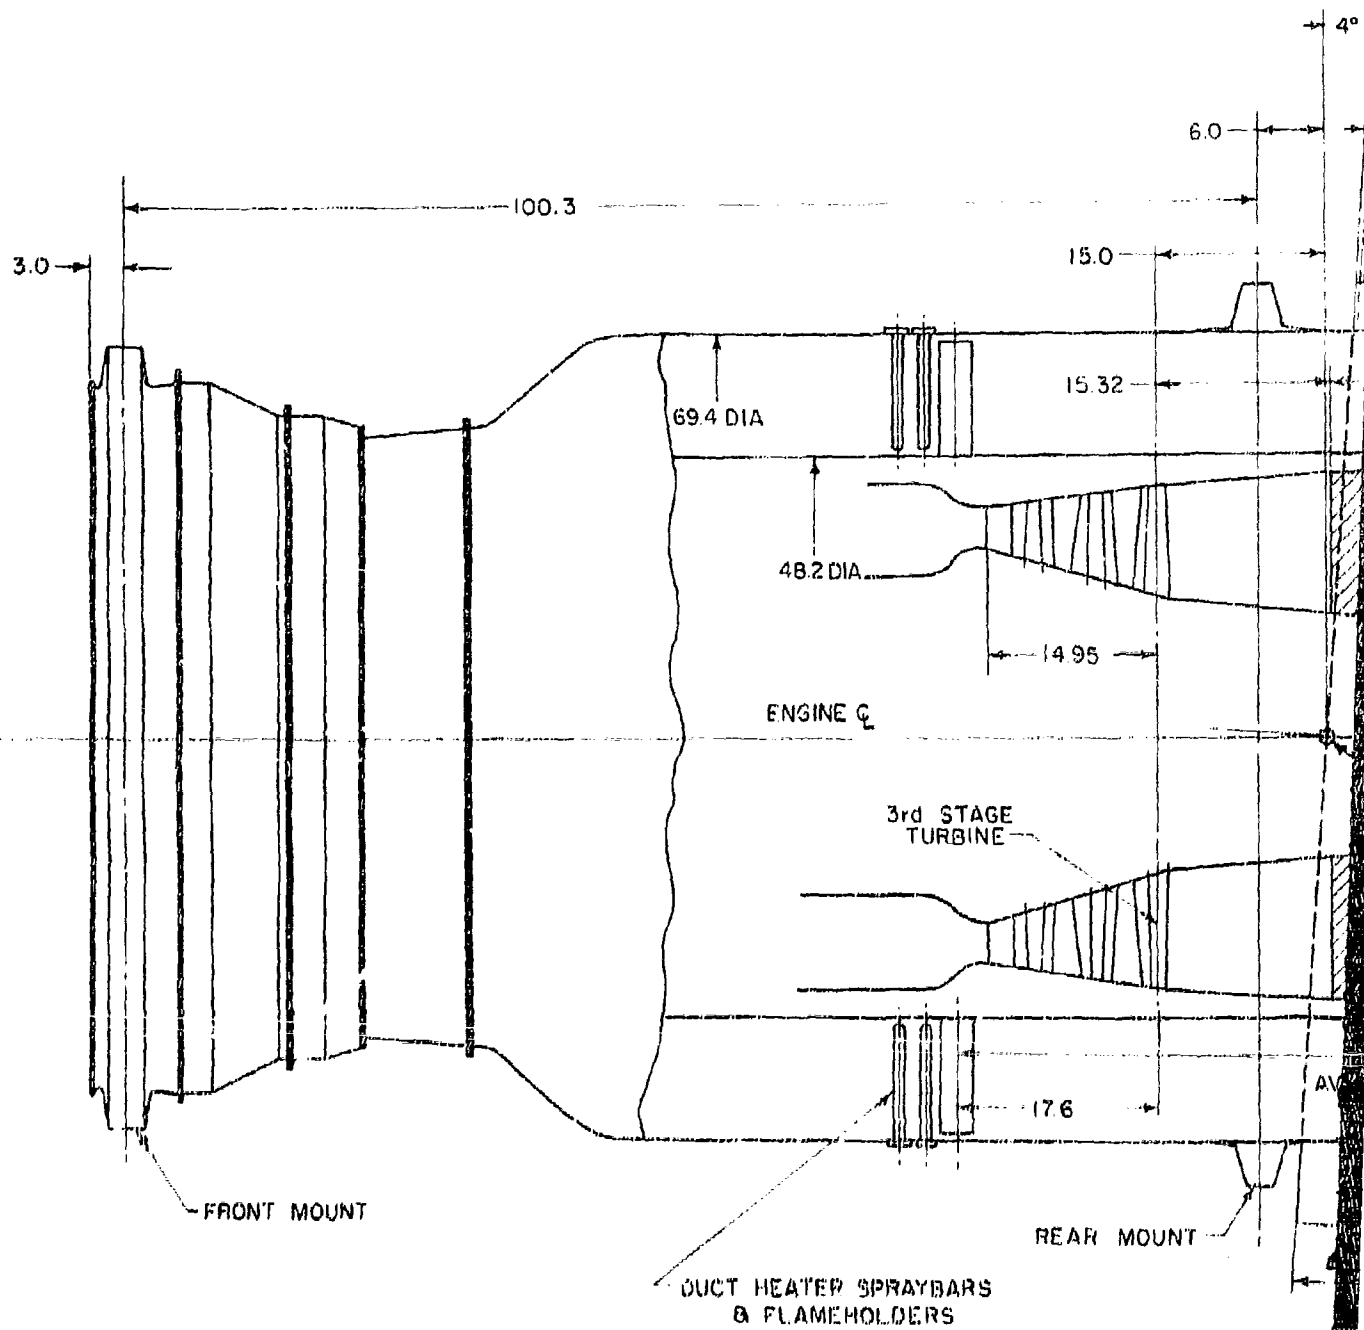 4°
6.0
100.3
3.0
15.0
15.32
69.4 DIA
48.2 DIA
14.95
ENGINE ℄
3rd STAGE
TURBINE
17.6
FRONT MOUNT
REAR MOUNT
DUCT HEATER SPRAYBARS
& FLAMEHOLDERS